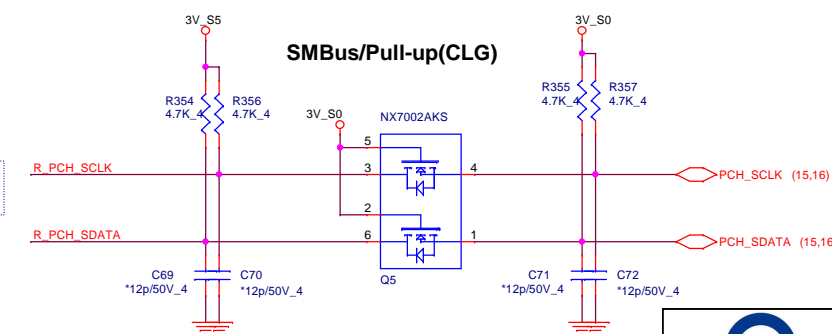 3V_S5
3V_S0
SMBus/Pull-up(CLG)
R354
4.7K_4
R356
4.7K_4
3V_S0
NX7002AKS
R355
4.7K_4
R357
4.7K_4
5
R_PCH_SCLK
3
4
PCH_SCLK (15,16)
2
R_PCH_SDATA
6
1
PCH_SDATA (15,16
C69
*12p/50V_4
C70
*12p/50V_4
Q5
C71
*12p/50V_4
C72
*12p/50V_4